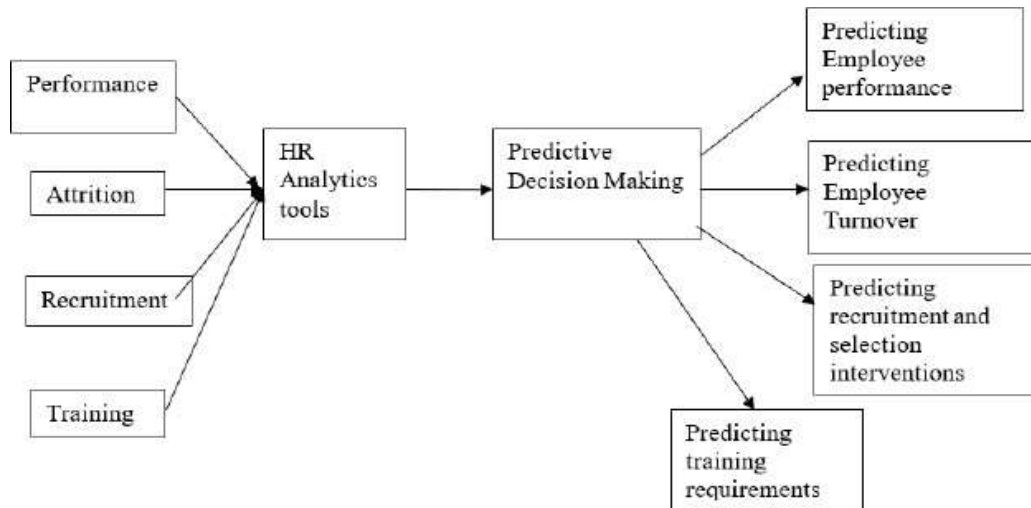 Performance
Attrition
Recruitment
Training
HR
Analytics
tools
Predictive
Decision Making
Predicting
Employee
performance
Predicting
Employee
Turnover
Predicting
recruitment and
selection
interventions
Predicting
training
requirements